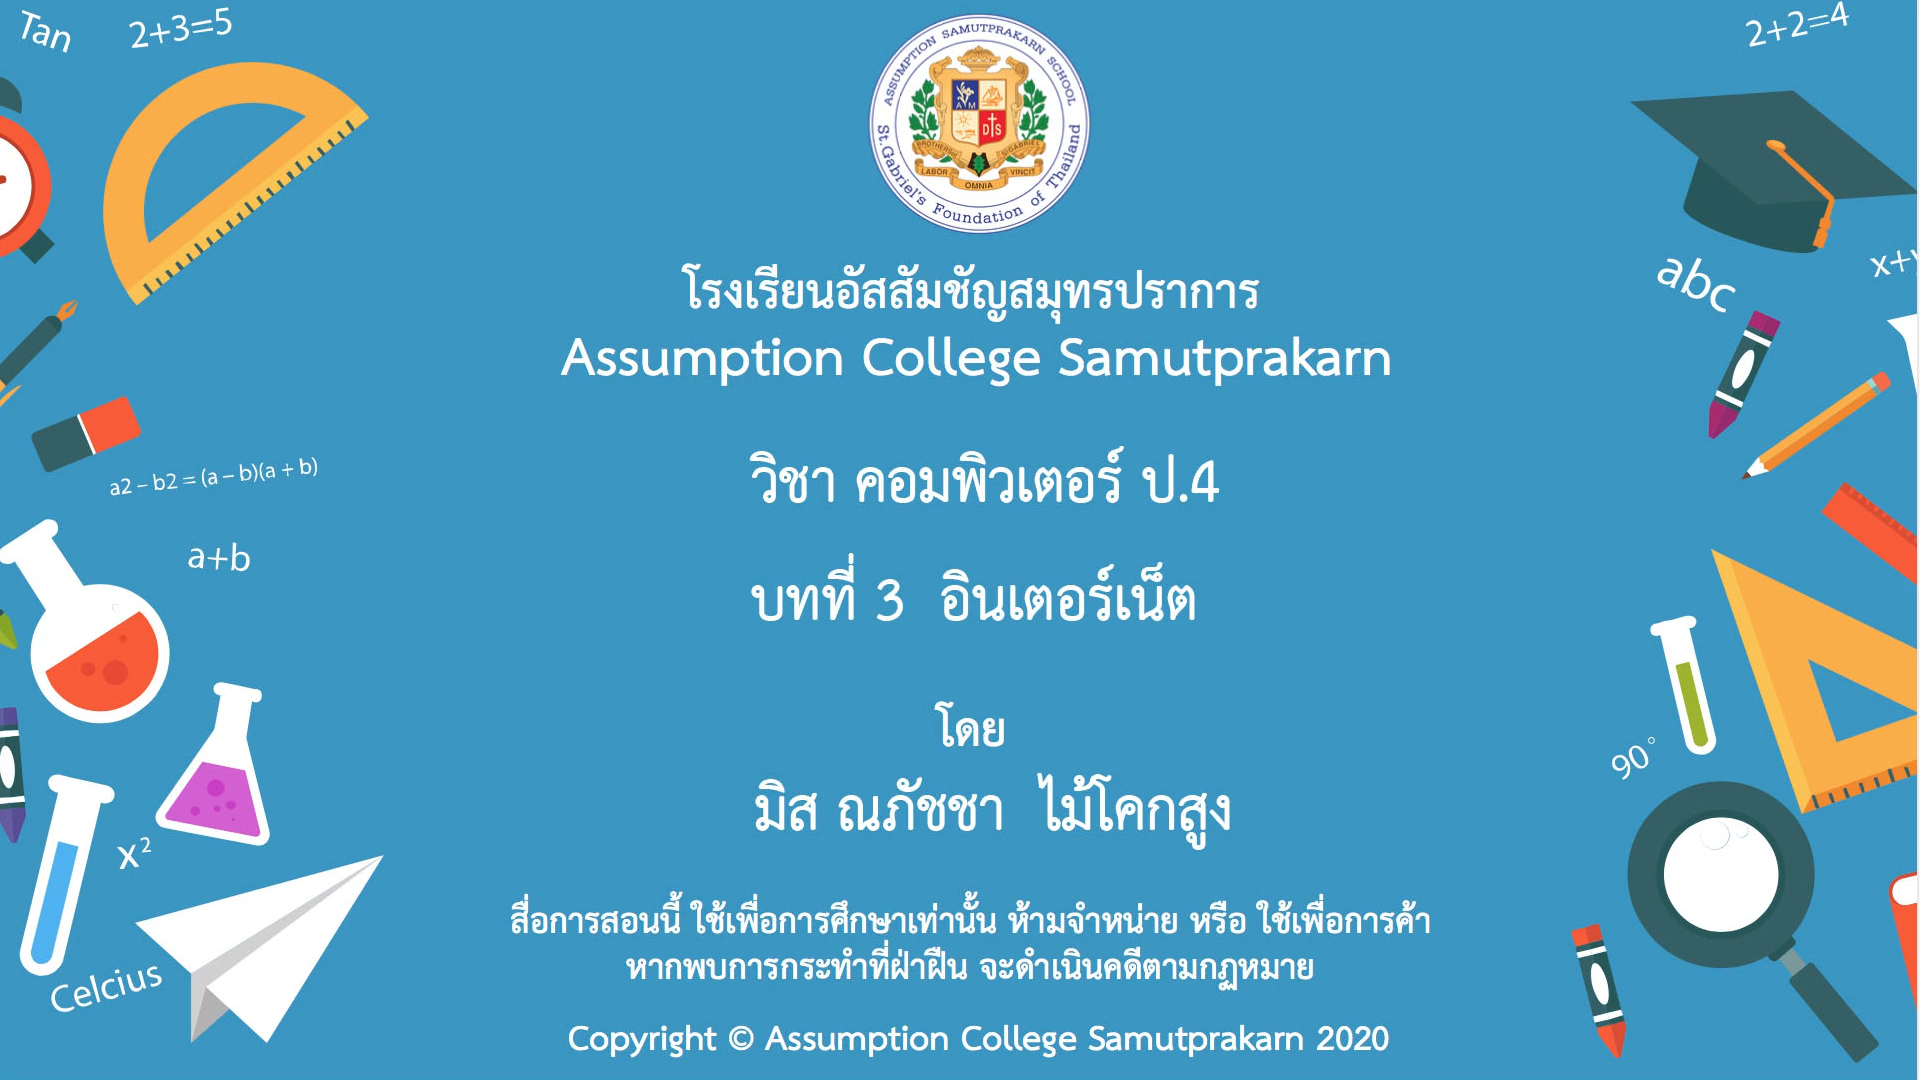 Tan
2+3=5
2+2=4
ASSUMPTION SAMUTPRAKARN SCHOOL
St.Gabriel's Foundation of Thailand
A M
D S
BROTHERS OF ST.GABRIEL
LABOR OMNIA VINCIT
โรงเรียนอัสสัมชัญสมุทรปราการ
Assumption College Samutprakarn
abc
x+y
วิชา คอมพิวเตอร์ ป.4
a2 – b2 = (a – b)(a + b)
a+b
บทที่ 3 อินเตอร์เน็ต
โดย
90°
มิส ณภัชชา ไม้โคกสูง
x²
สื่อการสอนนี้ ใช้เพื่อการศึกษาเท่านั้น ห้ามจำหน่าย หรือ ใช้เพื่อการค้า
หากพบการกระทำที่ฝ่าฝืน จะดำเนินคดีตามกฎหมาย
Celcius
Copyright © Assumption College Samutprakarn 2020